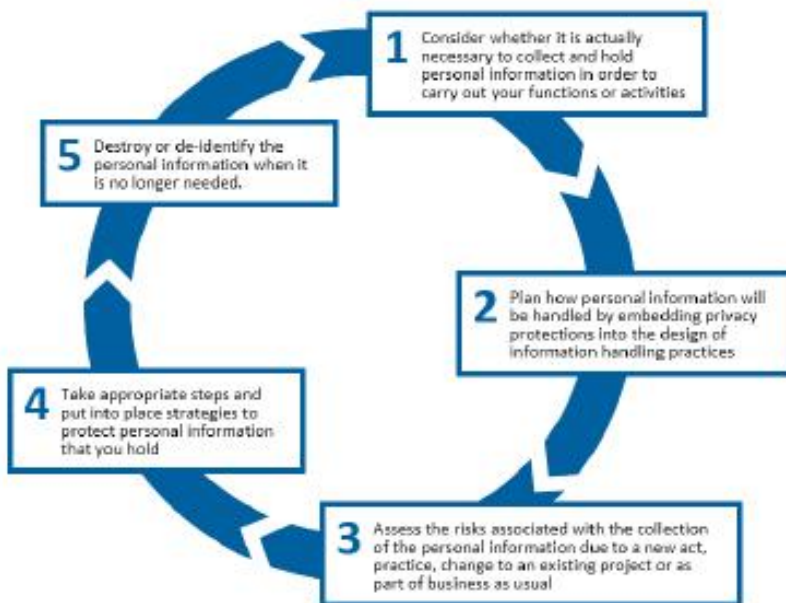 1 Consider whether it is actually
necessary to collect and hold
personal information in order to
carry out your functions or activities
2 Plan how personal information will
be handled by embedding privacy
protections into the design of
information handling practices
3 Assess the risks associated with the collection
of the personal information due to a new act,
practice, change to an existing project or as
part of business as usual
4 Take appropriate steps and
put into place strategies to
protect personal information
that you hold
5 Destroy or de-identify the
personal information when it
is no longer needed.